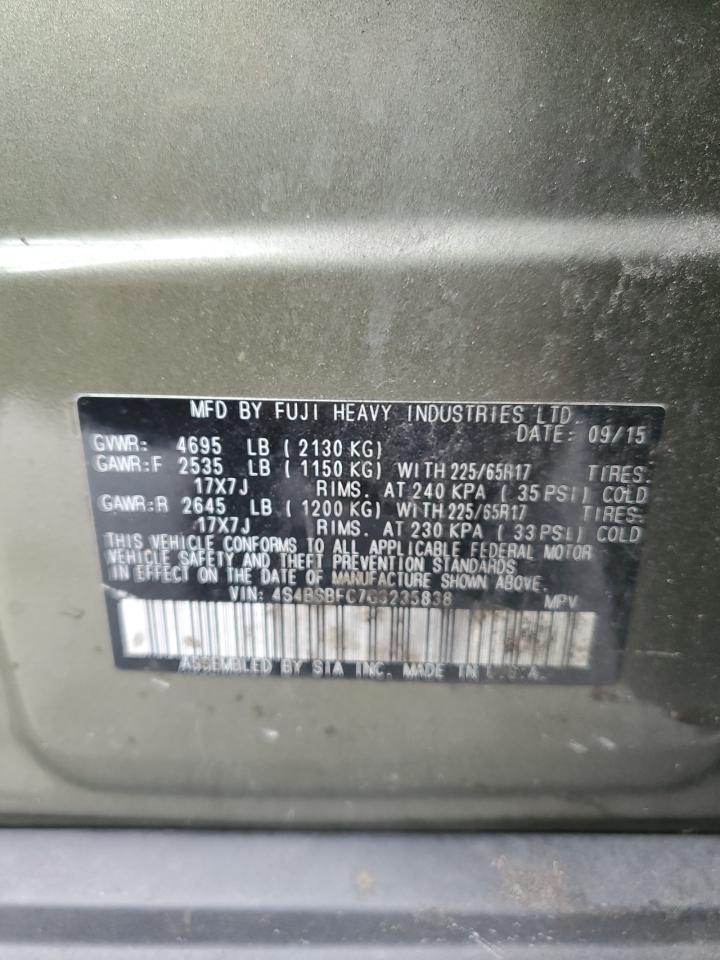 MFD BY FUJI HEAVY INDUSTRIES LTD.
DATE: 09/15
GVWR: 4695 LB ( 2130 KG)
GAWR:F 2535 LB ( 1150 KG) WITH 225/65R17 TIRES.
17X7J RIMS. AT 240 KPA ( 35 PSI) COLD
GAWR:R 2645 LB ( 1200 KG) WITH 225/65R17 TIRES.
17X7J RIMS. AT 230 KPA ( 33 PSI) COLD
THIS VEHICLE CONFORMS TO ALL APPLICABLE FEDERAL MOTOR
VEHICLE SAFETY AND THEFT PREVENTION STANDARDS
IN EFFECT ON THE DATE OF MANUFACTURE SHOWN ABOVE.
VIN: 4S4BSBFC7G3235838 MPV
ASSEMBLED BY SIA INC. MADE IN U.S.A.